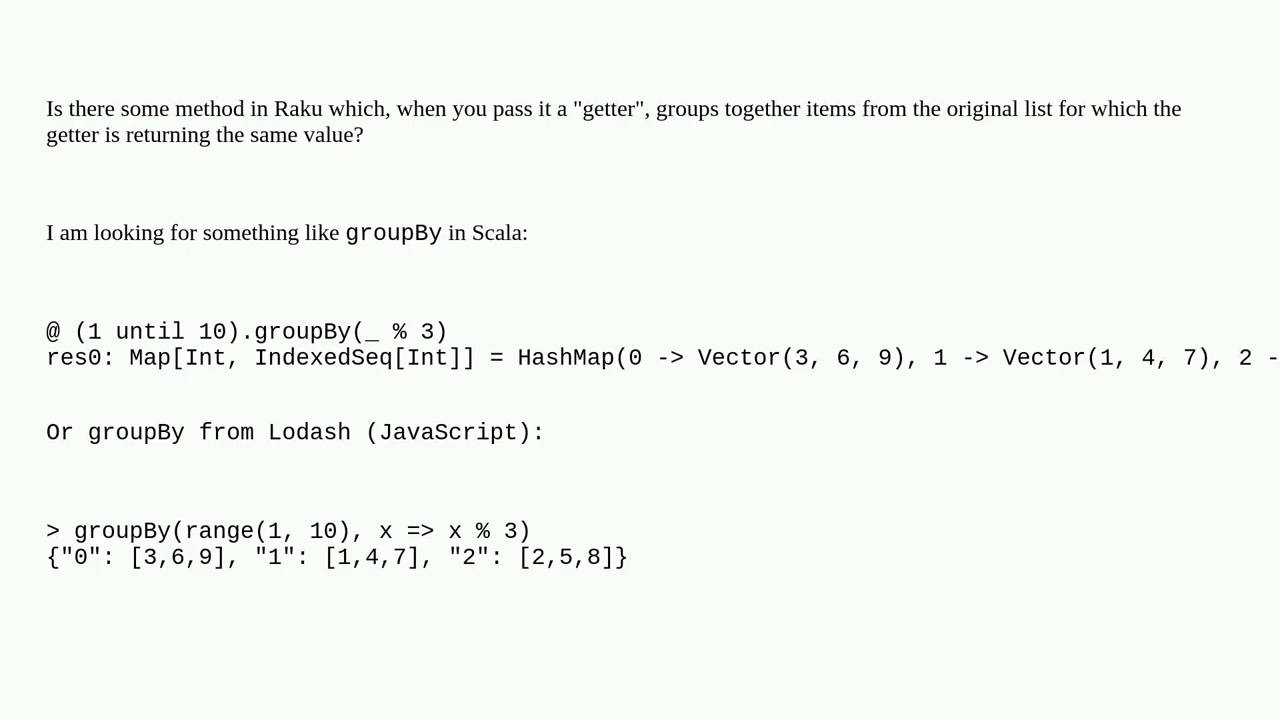 Is there some method in Raku which, when you pass it a "getter", groups together items from the original list for which the
getter is returning the same value?
I am looking for something like groupBy in Scala:
@ (1 until 10).groupBy(_ % 3)
res0: Map[Int, IndexedSeq[Int]] = HashMap(0 -> Vector(3, 6, 9), 1 -> Vector(1, 4, 7), 2 -
Or groupBy from Lodash (JavaScript):
> groupBy(range(1, 10), x => x % 3)
{"0": [3,6,9], "1": [1,4,7], "2": [2,5,8]}